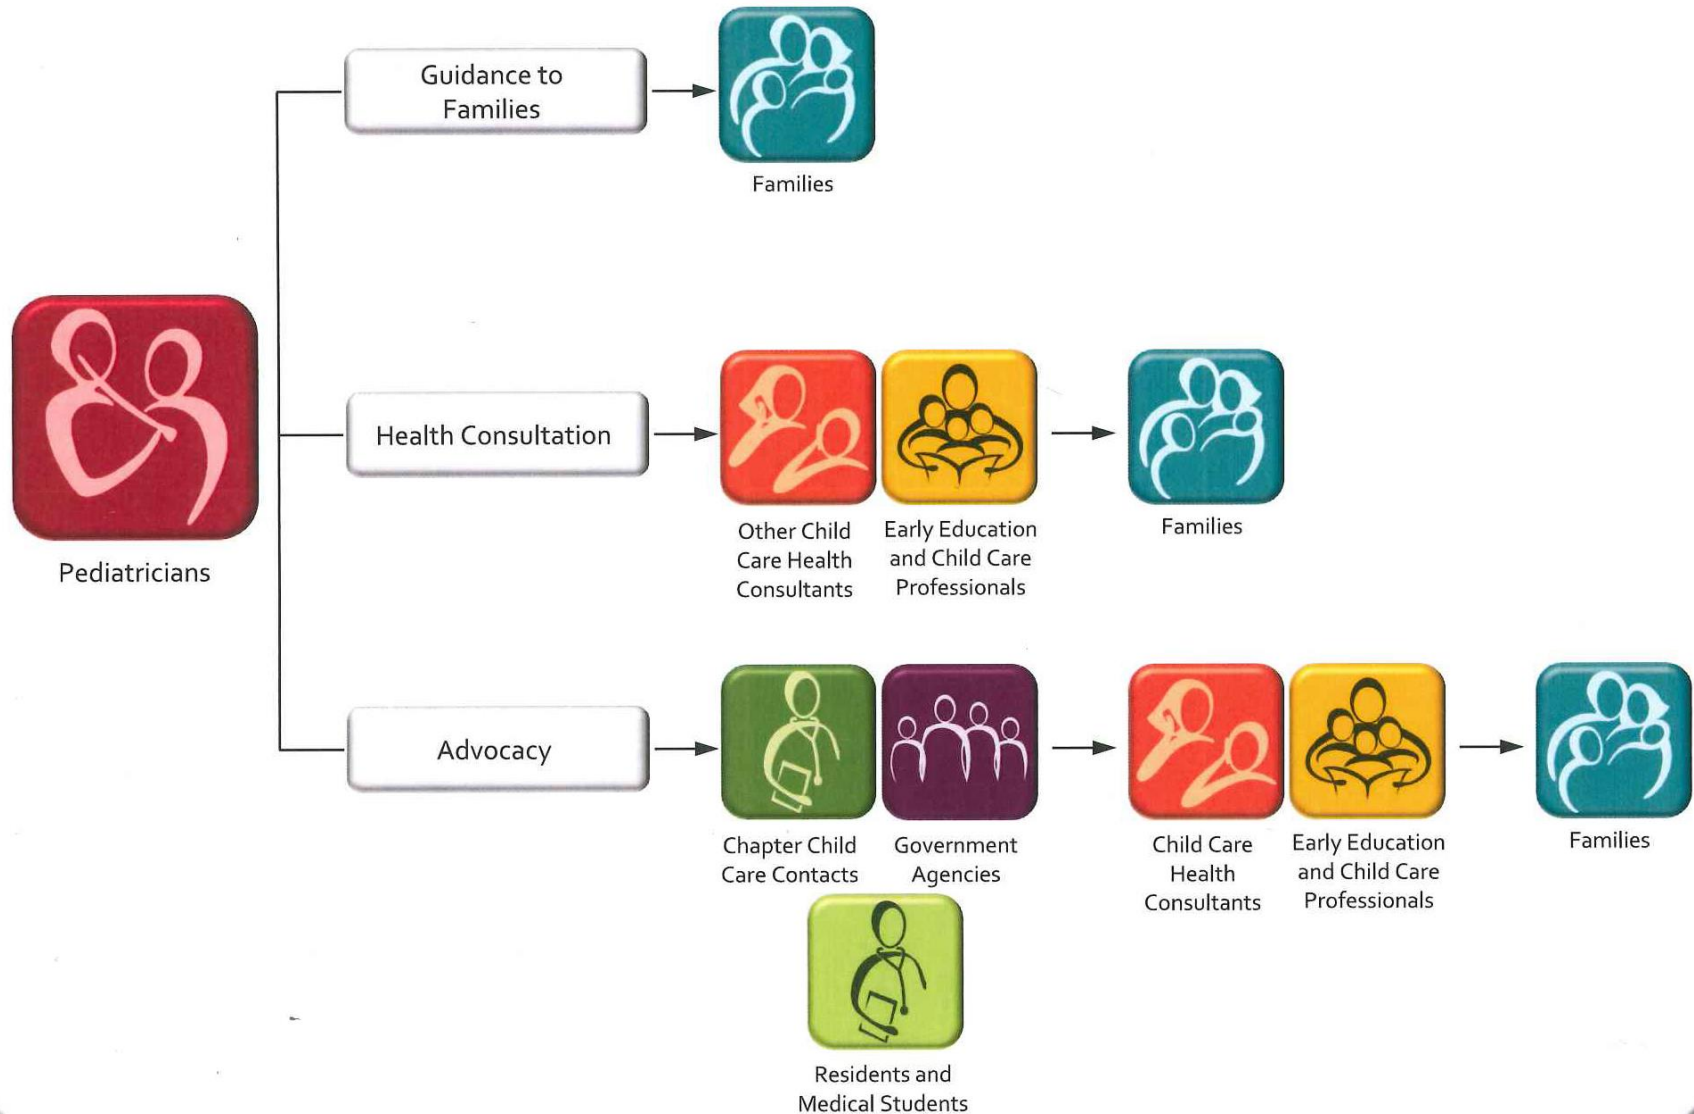 Guidance to
Families
Families
Pediatricians
Health Consultation
Other Child
Care Health
Consultants
Early Education
and Child Care
Professionals
Families
Advocacy
Chapter Child
Care Contacts
Government
Agencies
Residents and
Medical Students
Child Care
Health
Consultants
Early Education
and Child Care
Professionals
Families